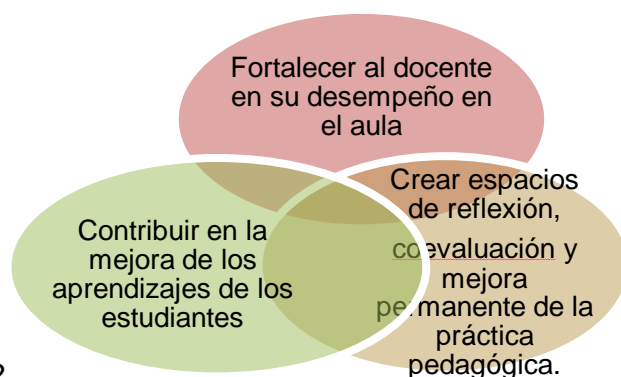 Fortalecer al docente
en su desempeño en
el aula
Crear espacios
de reflexión,
coevaluación y
mejora
permanente de la
práctica
pedagógica.
Contribuir en la
mejora de los
aprendizajes de los
estudiantes
?